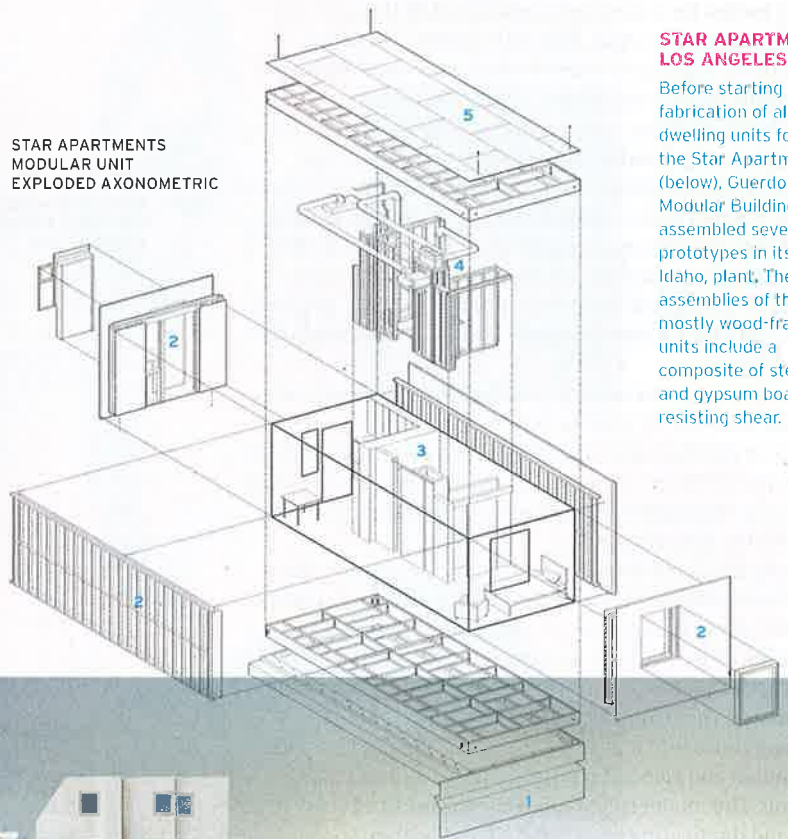 STAR APARTMENTS
MODULAR UNIT
EXPLODED AXONOMETRIC
5
4
2
3
2
2
1
STAR APARTM
LOS ANGELES
Before starting
fabrication of al
dwelling units fo
the Star Apartm
(below), Guerdo
Modular Building
assembled seve
prototypes in its
Idaho, plant. The
assemblies of th
mostly wood-fra
units include a
composite of ste
and gypsum boa
resisting shear.